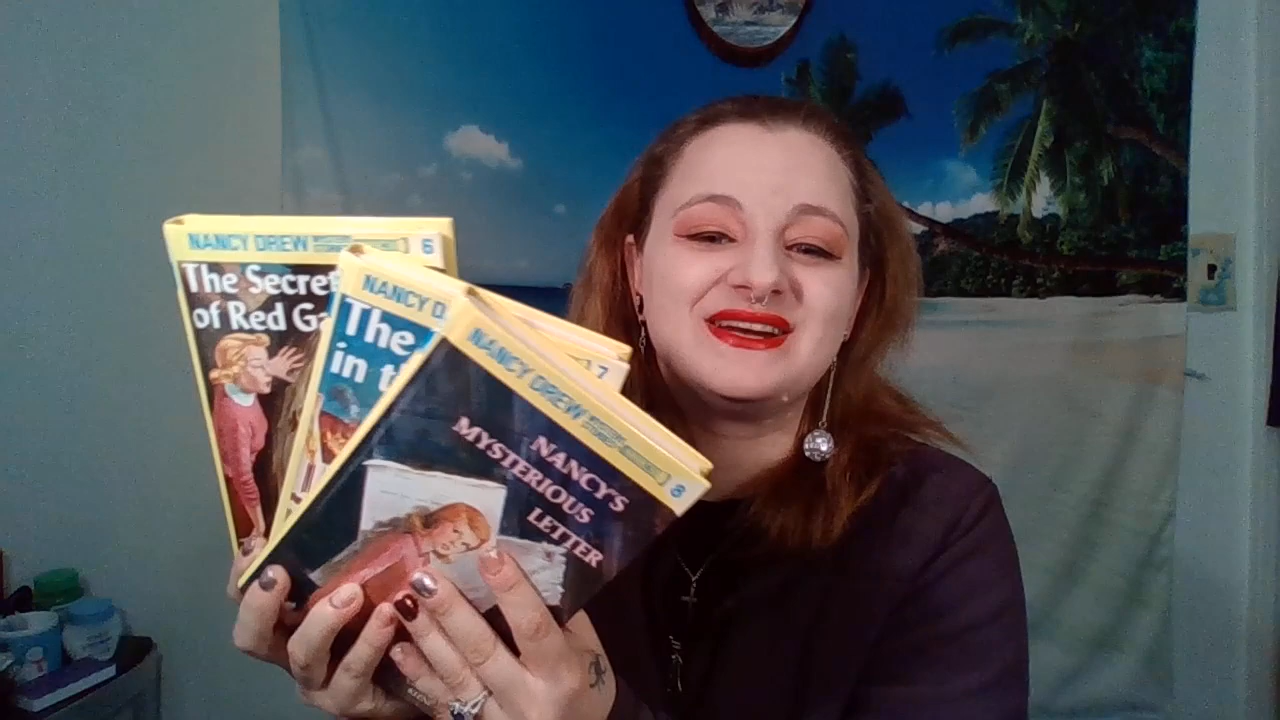 NANCY DREW
6
The Secret
of Red Ga
NANCY D
7
The
in t
NANCY DREW
8
NANCY'S
MYSTERIOUS
LETTER